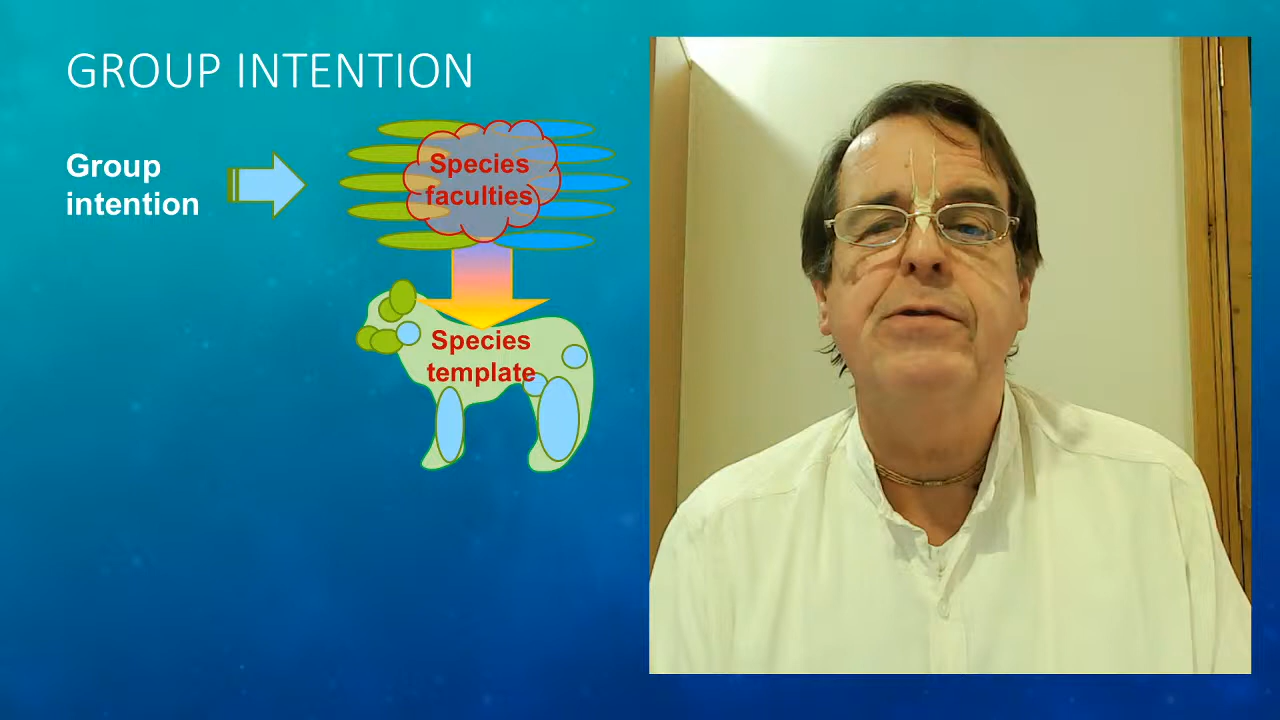 GROUP INTENTION
Group
intention
Species
faculties
Species
template